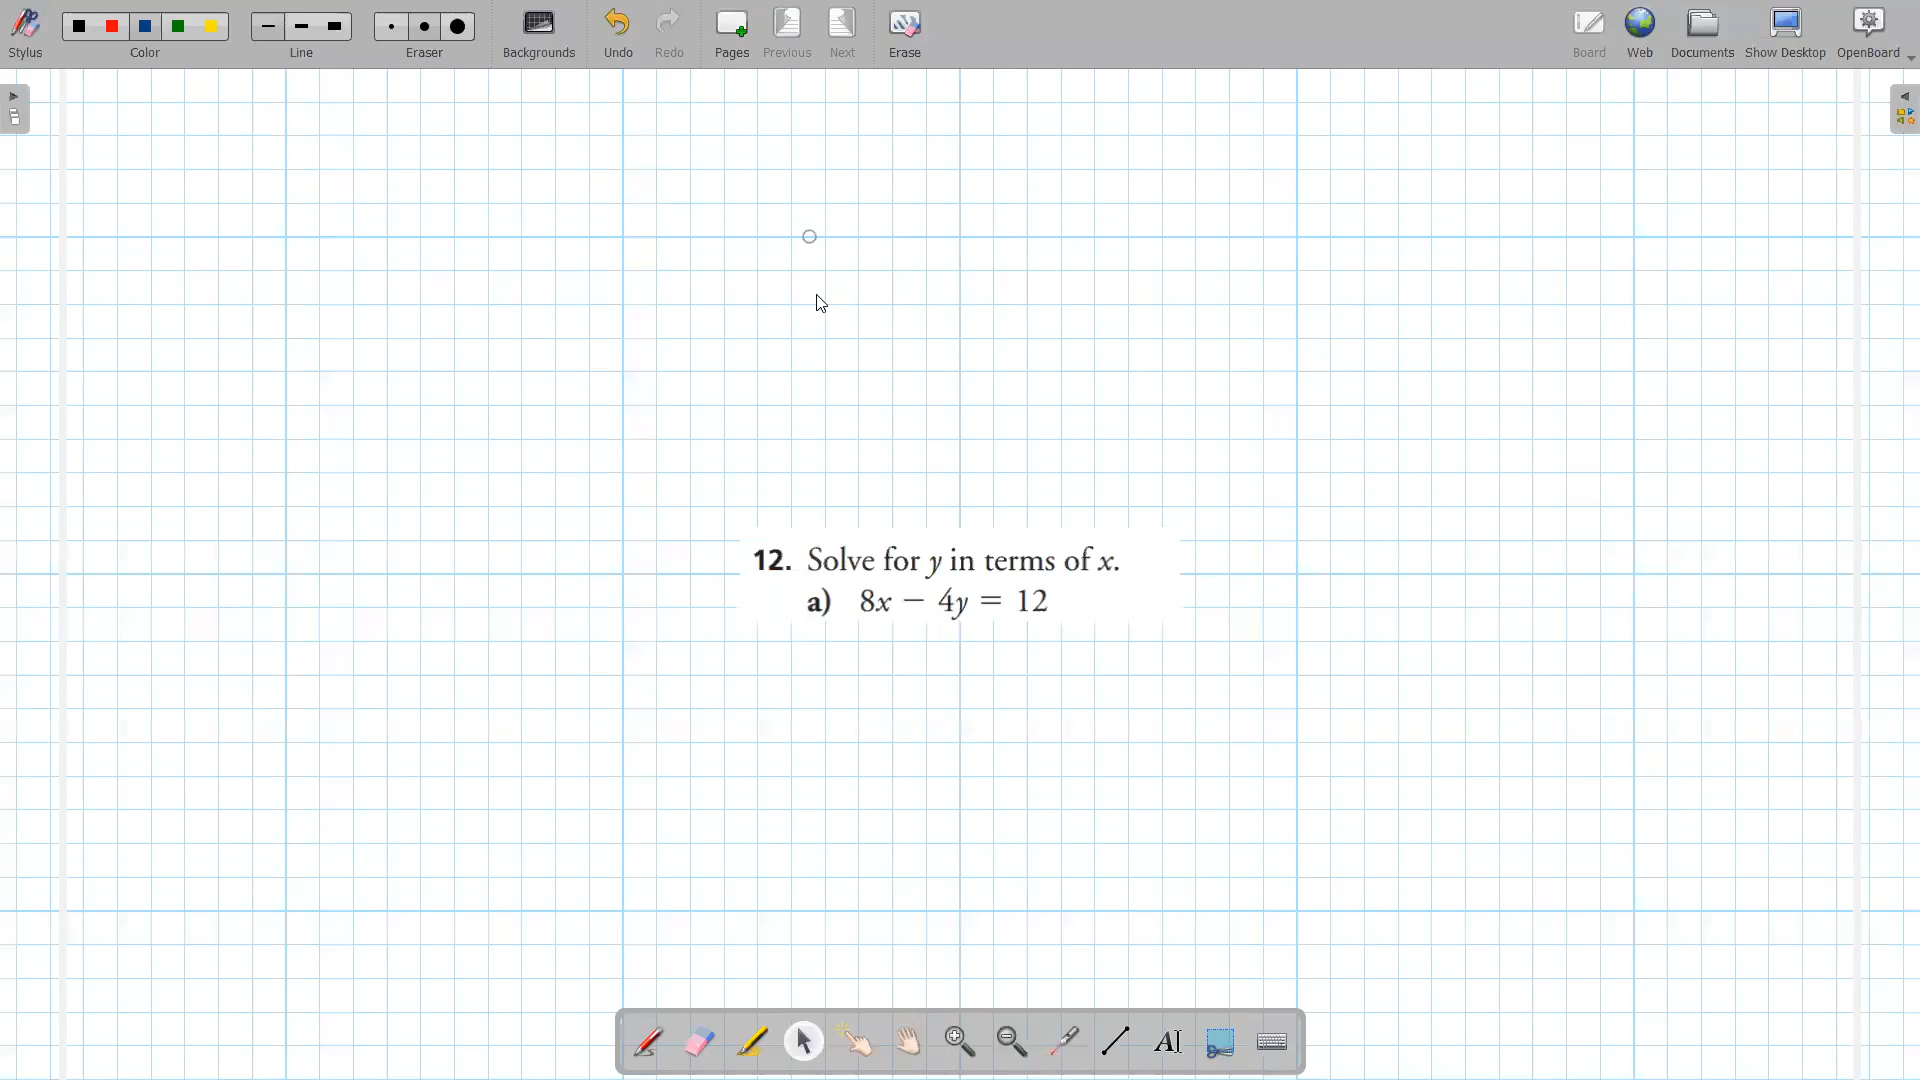 Stylus Color Line Eraser Backgrounds Undo Redo Pages Previous Next Erase Board Web Documents Show Desktop OpenBoard
12. Solve for y in terms of x.
a) 8x − 4y = 12
AI